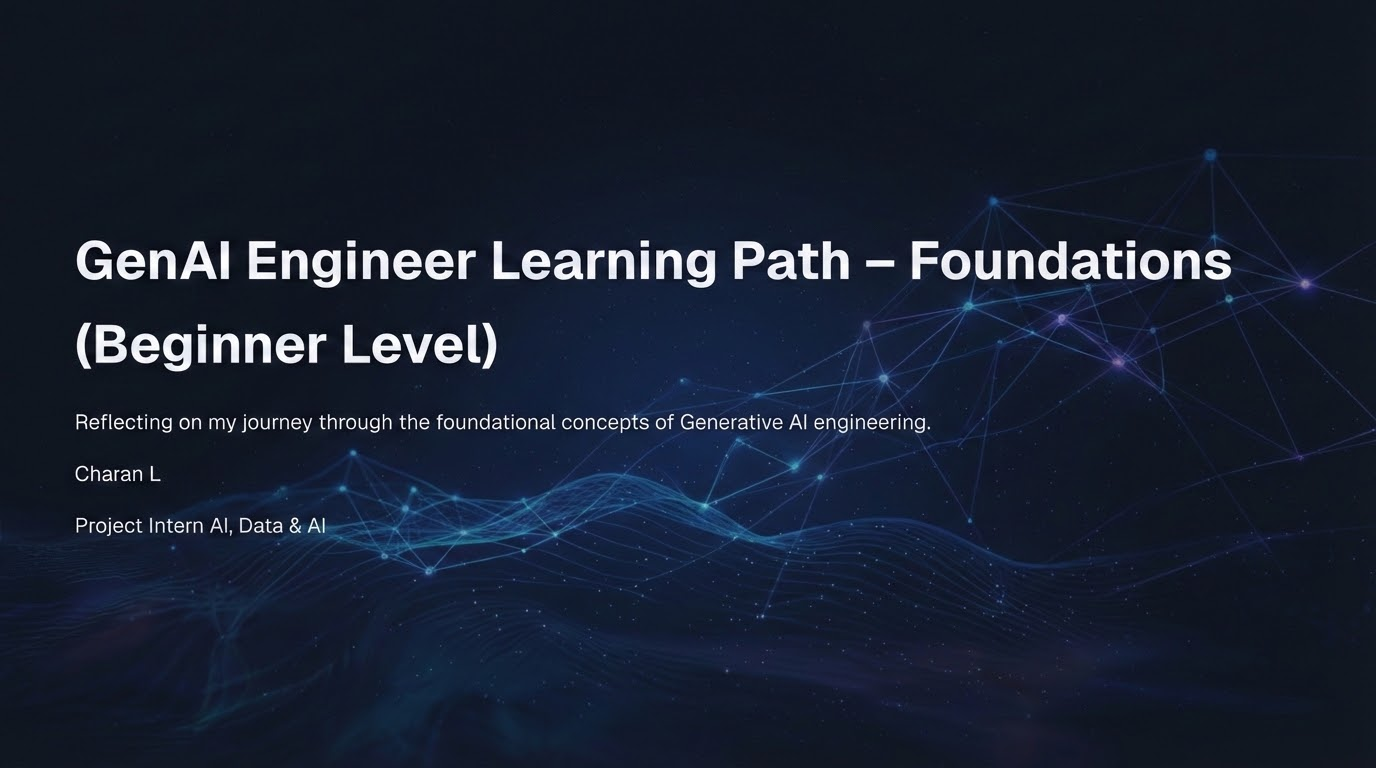 GenAI Engineer Learning Path – Foundations
(Beginner Level)
Reflecting on my journey through the foundational concepts of Generative AI engineering.
Charan L
Project Intern AI, Data & AI